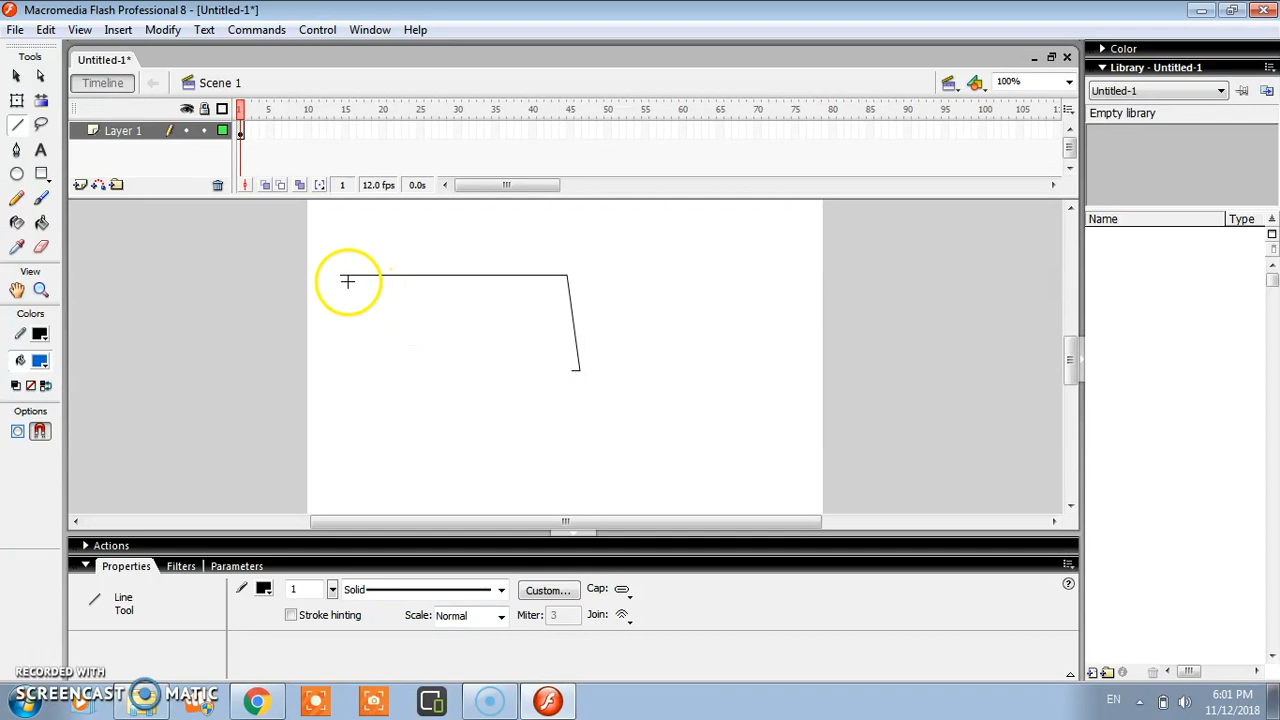 Macromedia Flash Professional 8 - [Untitled-1*]
File Edit View Insert Modify Text Commands Control Window Help
Tools
Untitled-1*
Color
Library - Untitled-1
Timeline
Scene 1
100%
Untitled-1
1 5 10 15 20 25 30 35 40 45 50 55 60 65 70 75 80 85 90 95 100 105
Empty library
Layer 1
1 12.0 fps 0.0s
Name Type
View
Colors
Options
Actions
Properties Filters Parameters
Line
Tool
1 Solid Custom... Cap:
Stroke hinting Scale: Normal Miter: 3 Join:
RECORDED WITH
SCREENCAST MATIC
EN
6:01 PM
11/12/2018